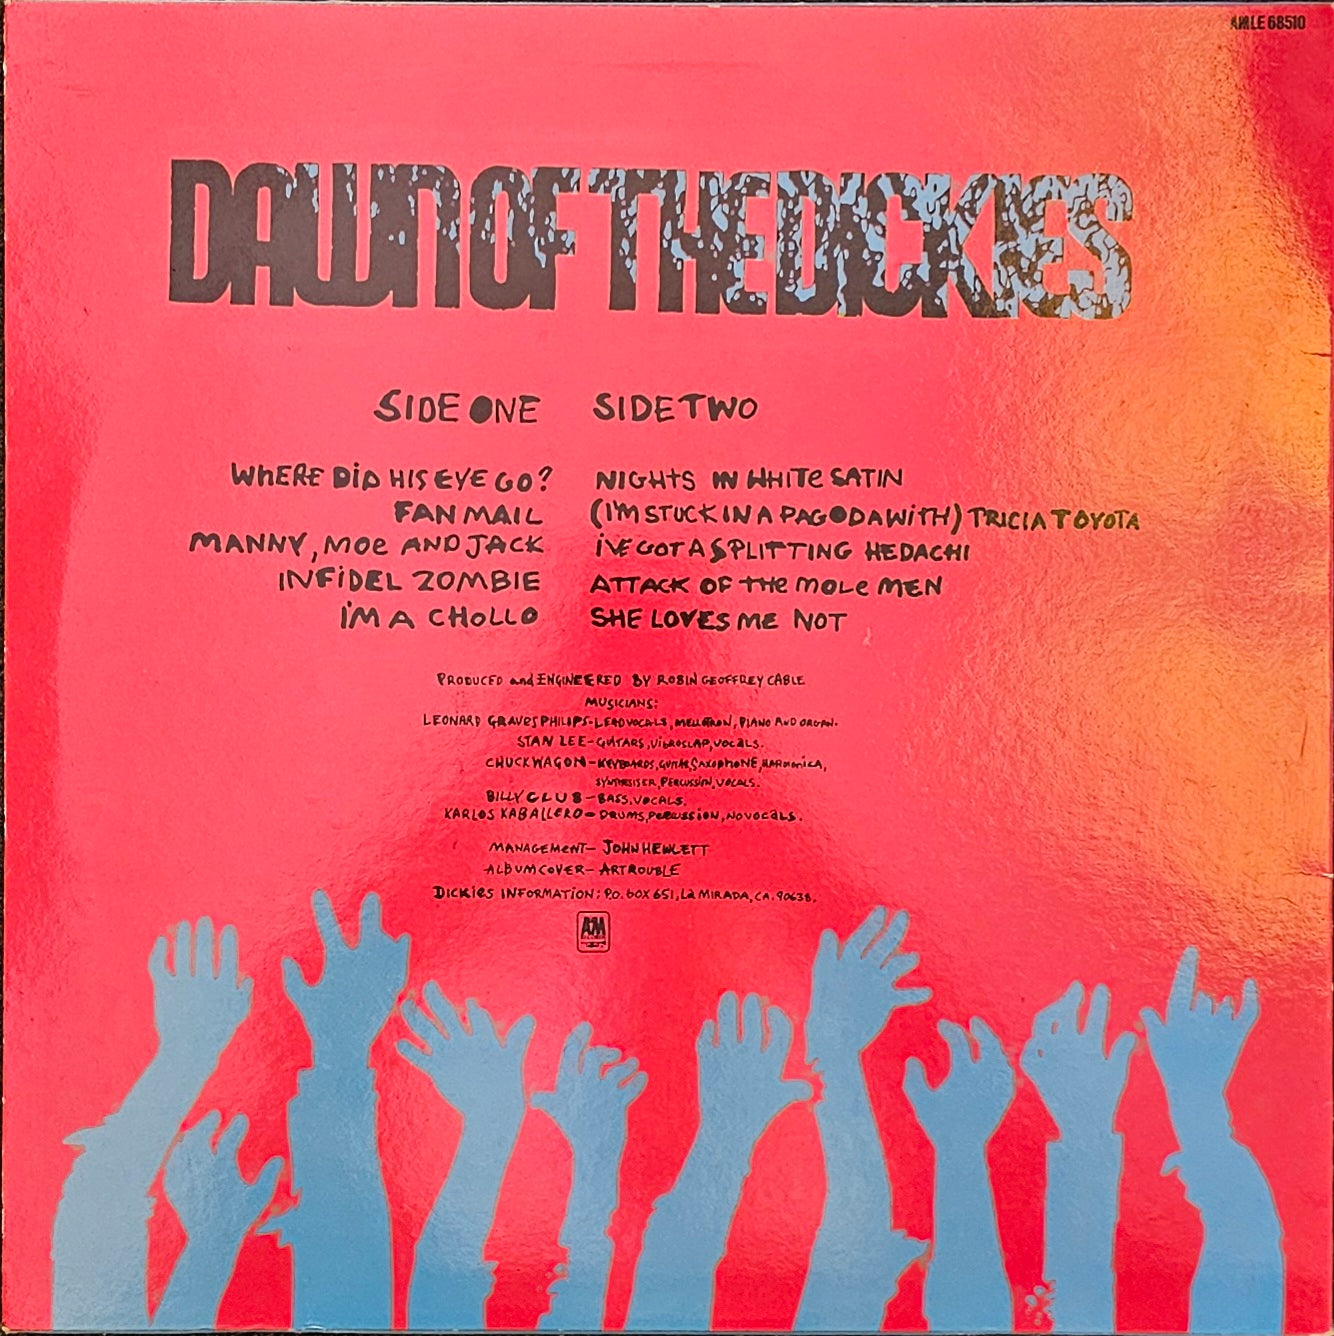 AMLE 68510
DAWN OF THE DICKIES
SIDE ONE
WHERE DID HIS EYE GO?
FAN MAIL
MANNY, MOE AND JACK
INFIDEL ZOMBIE
I'M A CHOLLO
SIDE TWO
NIGHTS IN WHITE SATIN
(I'M STUCK IN A PAGODA WITH) TRICIA TOYOTA
I'VE GOT A SPLITTING HEDACHI
ATTACK OF THE MOLE MEN
SHE LOVES ME NOT
PRODUCED and ENGINEERED BY ROBIN GEOFFREY CABLE
MUSICIANS:
LEONARD GRAVES PHILIPS-LEAD VOCALS, MELLOTRON, PIANO AND ORGAN.
STAN LEE-GUITARS, VIBROSLAP, VOCALS.
CHUCK WAGON-KEYBOARDS, GUITAR, SAXOPHONE, HARMONICA,
SYNTHESISER, PERCUSSION, VOCALS.
BILLY CLUB-BASS, VOCALS.
KARLOS KABALLERO-DRUMS, PERCUSSION, NO VOCALS.
MANAGEMENT-JOHN HEWLETT
ALBUM COVER-ARTROUBLE
DICKIES INFORMATION: P.O. BOX 651, LA MIRADA, CA. 90638.
A&M